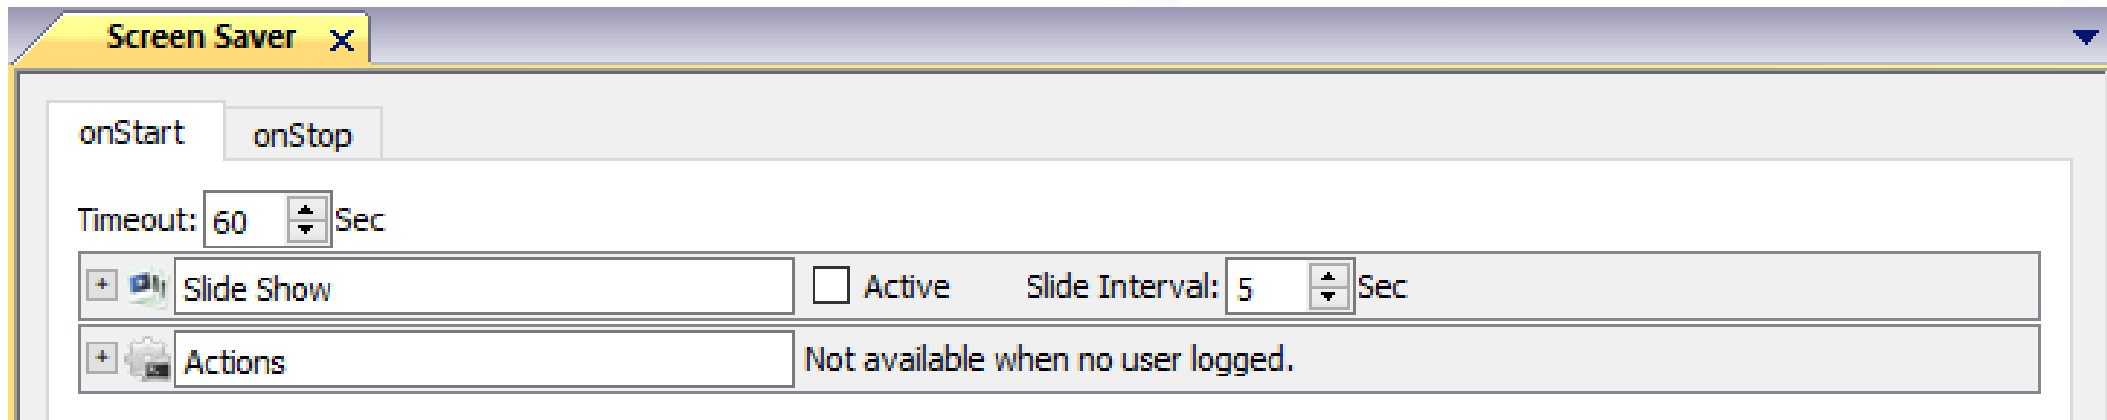 Screen Saver
onStart onStop
Timeout: 60 Sec
Slide Show Active Slide Interval: 5 Sec
Actions Not available when no user logged.